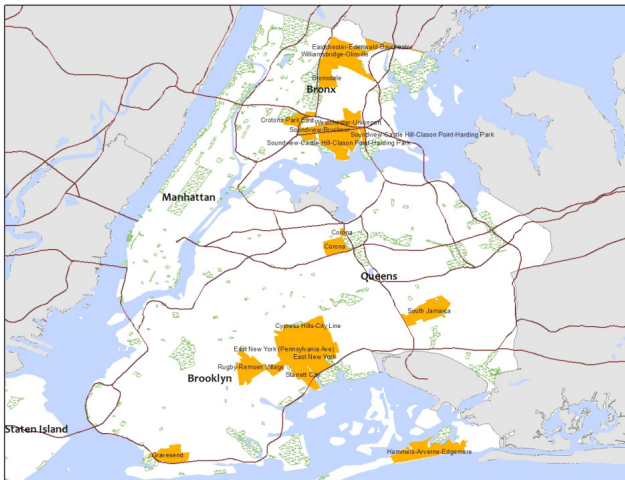 Eastchester-Edenwald-Baychester
Williamsbridge-Olinville
Bronxdale
Bronx
Crotona Park East
Westchester-Unionport
Soundview-Bruckner
Soundview-Castle Hill-Clason Point-Harding Park
Soundview-Castle Hill-Clason Point-Harding Park
Manhattan
Corona
Corona
Queens
South Jamaica
Cypress Hills-City Line
East New York (Pennsylvania Ave)
East New York
Rugby-Remsen Village
Starrett City
Brooklyn
Staten Island
Gravesend
Hammels-Arverne-Edgemere